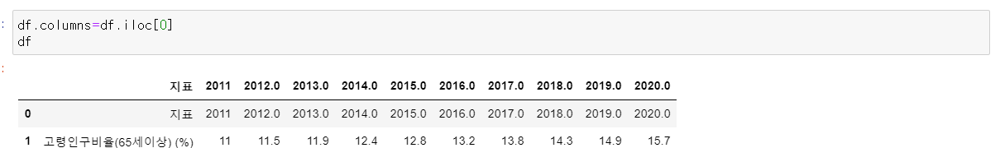 : df.columns=df.iloc[0]
df
:
지표 2011 2012.0 2013.0 2014.0 2015.0 2016.0 2017.0 2018.0 2019.0 2020.0
0 지표 2011 2012.0 2013.0 2014.0 2015.0 2016.0 2017.0 2018.0 2019.0 2020.0
1 고령인구비율(65세이상) (%) 11 11.5 11.9 12.4 12.8 13.2 13.8 14.3 14.9 15.7